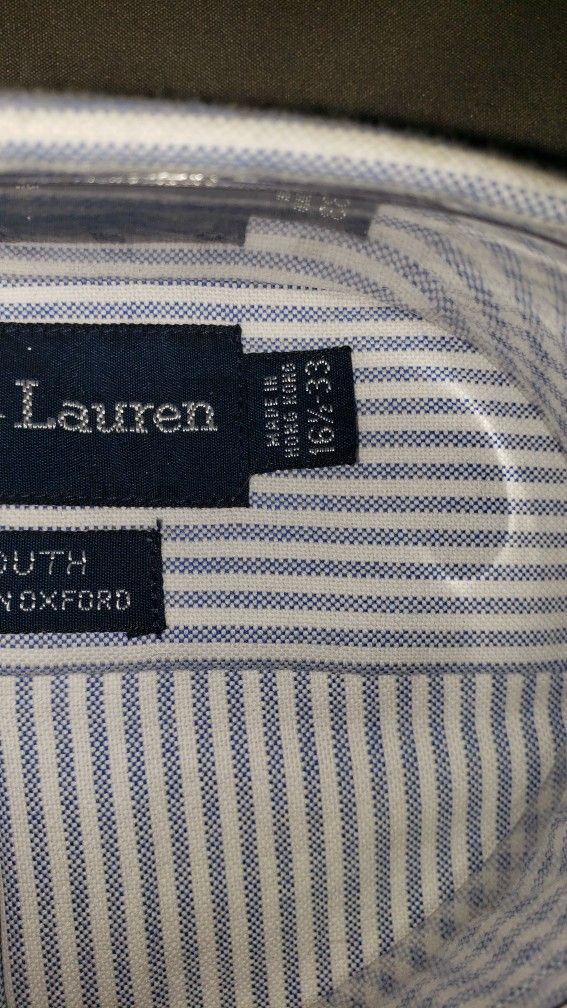 Lauren
MADE IN
HONG KONG
16½-33
OUTH
OXFORD